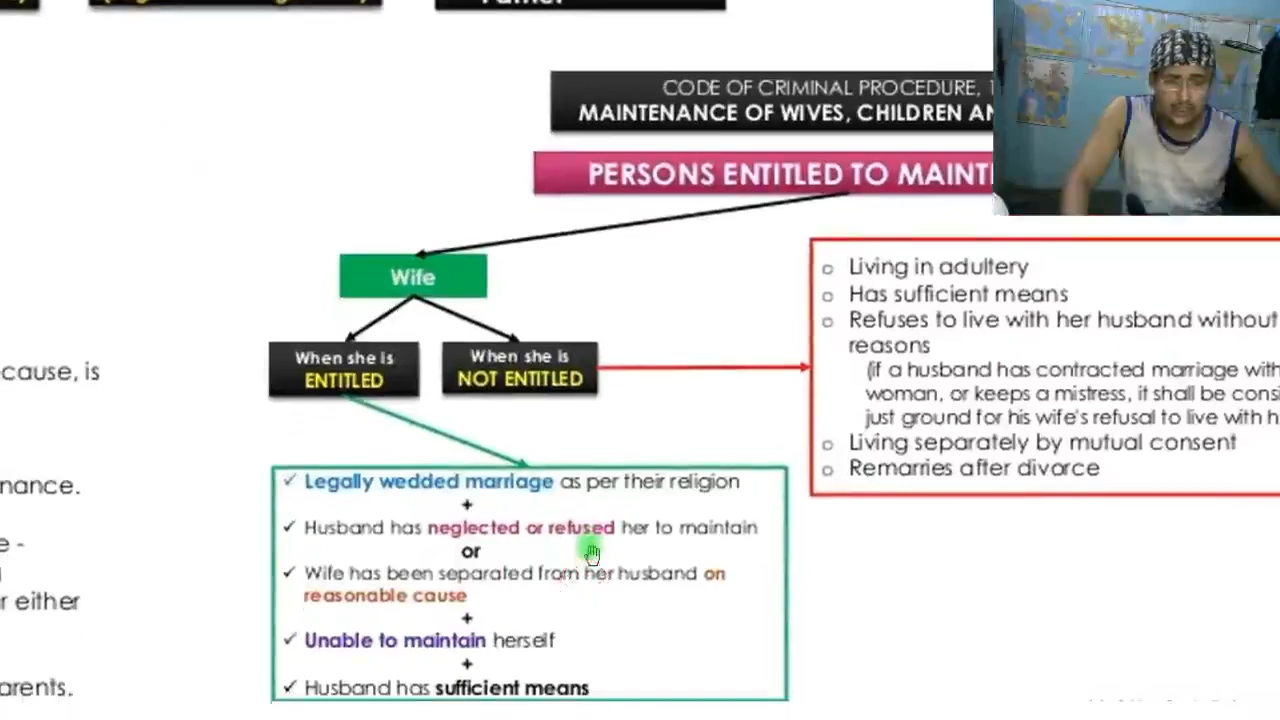 CODE OF CRIMINAL PROCEDURE,
MAINTENANCE OF WIVES, CHILDREN
PERSONS ENTITLED TO
Wife
When she is
ENTITLED
When she is
NOT ENTITLED
○ Living in adultery
○ Has sufficient means
○ Refuses to live with her husband without
reasons
(if a husband has contracted marriage with
woman, or keeps a mistress, it shall be
just ground for his wife's refusal to live with
○ Living separately by mutual consent
○ Remarries after divorce
cause, is
✓ Legally wedded marriage as per their religion
+
✓ Husband has neglected or refused her to maintain
or
✓ Wife has been separated from her husband on
reasonable cause
+
✓ Unable to maintain herself
+
✓ Husband has sufficient means
either